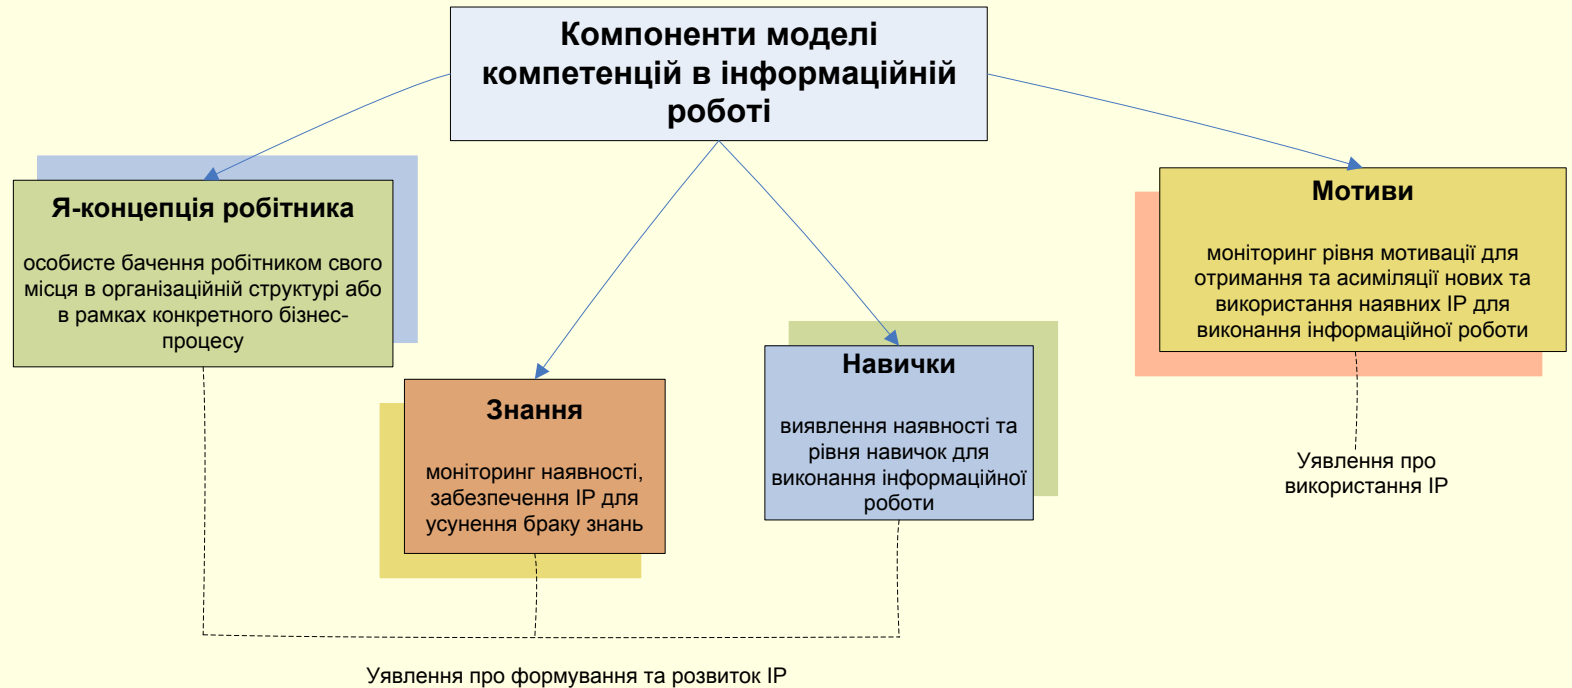 Компоненти моделі
компетенцій в інформаційній
роботі
Я-концепція робітника
особисте бачення робітником свого
місця в організаційній структурі або
в рамках конкретного бізнес-
процесу
Знання
моніторинг наявності,
забезпечення ІР для
усунення браку знань
Навички
виявлення наявності та
рівня навичок для
виконання інформаційної
роботи
Мотиви
моніторинг рівня мотивації для
отримання та асиміляції нових та
використання наявних ІР для
виконання інформаційної роботи
Уявлення про
використання ІР
Уявлення про формування та розвиток ІР